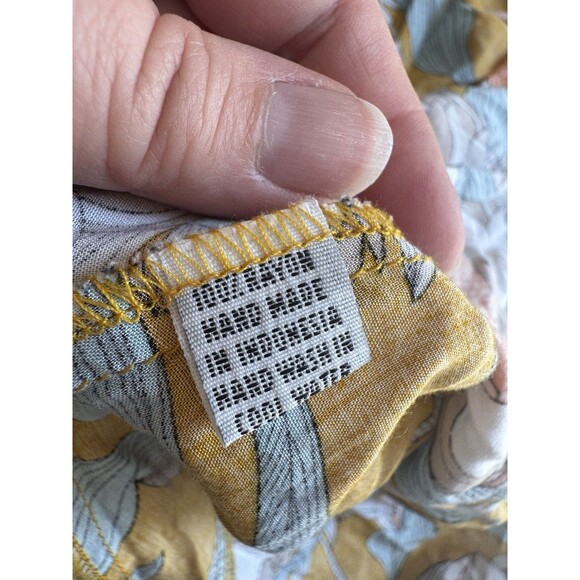 100% RAYON
HAND MADE
IN INDONESIA
HAND WASH IN
COOL WATER